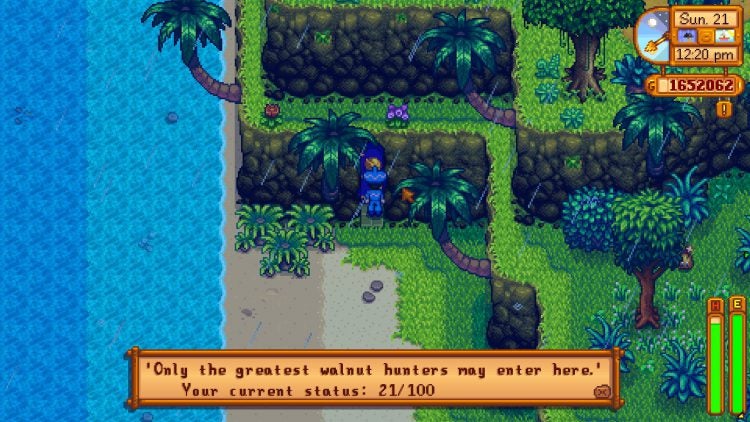 Sun. 21
12:20 pm
G 1652062
!
H E
'Only the greatest walnut hunters may enter here.'
Your current status: 21/100